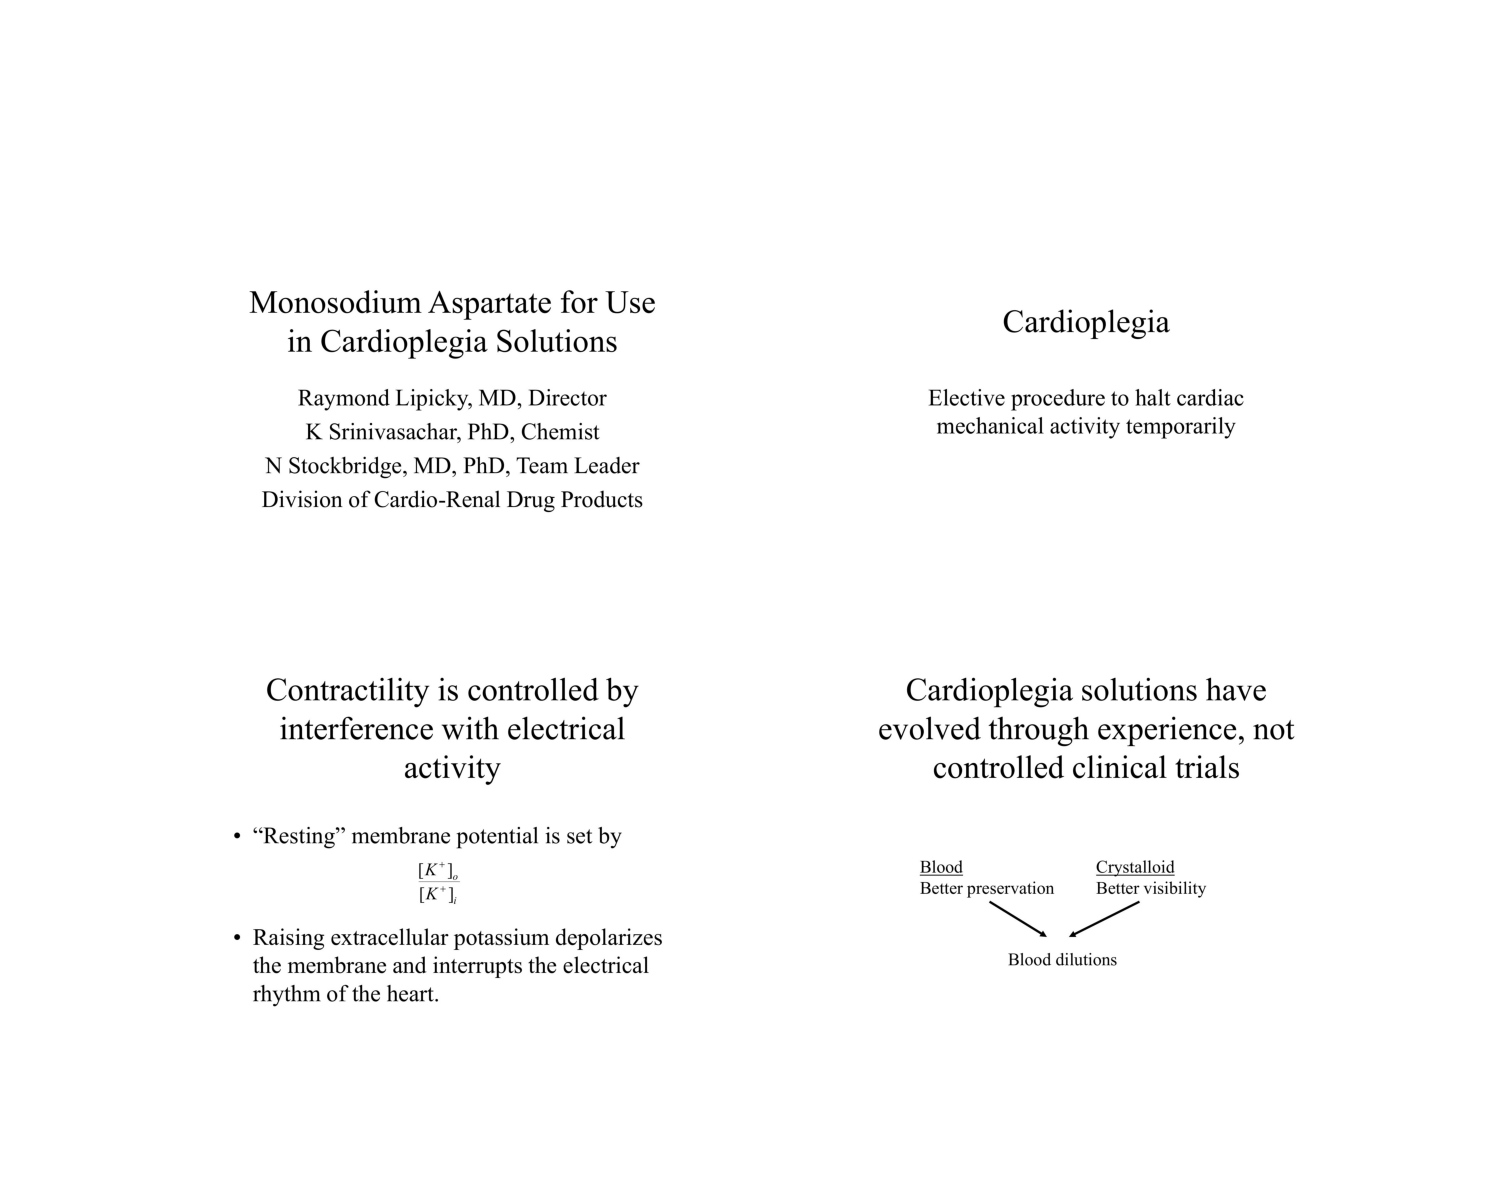 Monosodium Aspartate for Use
in Cardioplegia Solutions
Raymond Lipicky, MD, Director
K Srinivasachar, PhD, Chemist
N Stockbridge, MD, PhD, Team Leader
Division of Cardio-Renal Drug Products
Cardioplegia
Elective procedure to halt cardiac
mechanical activity temporarily
Contractility is controlled by
interference with electrical
activity
• “Resting” membrane potential is set by
[K⁺]ₒ
[K⁺]ᵢ
• Raising extracellular potassium depolarizes
the membrane and interrupts the electrical
rhythm of the heart.
Cardioplegia solutions have
evolved through experience, not
controlled clinical trials
Blood
Better preservation
Crystalloid
Better visibility
Blood dilutions